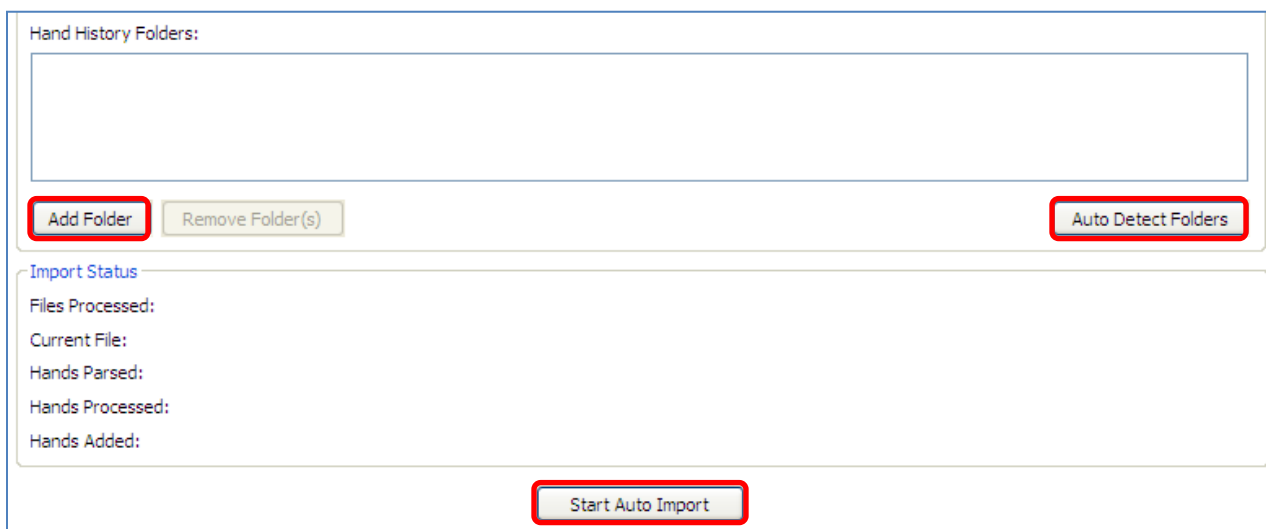 Hand History Folders:
Add Folder Remove Folder(s) Auto Detect Folders
Import Status
Files Processed:
Current File:
Hands Parsed:
Hands Processed:
Hands Added:
Start Auto Import